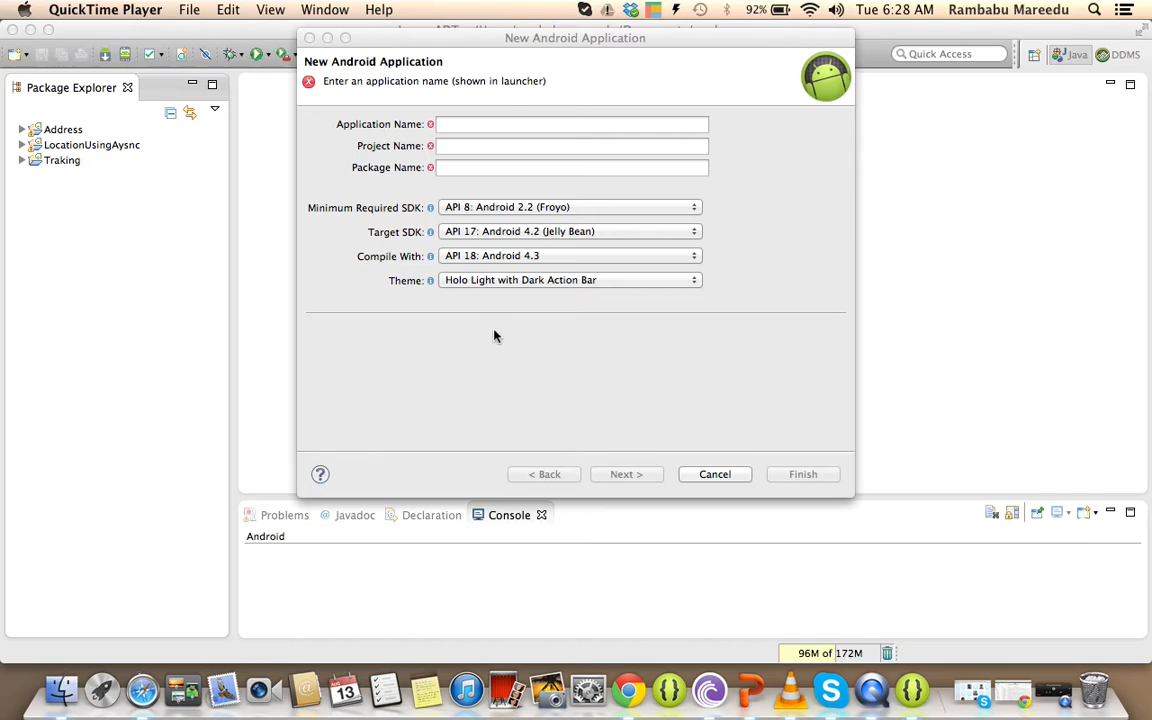 QuickTime Player File Edit View Window Help 92% Tue 6:28 AM Rambabu Mareedu
New Android Application
Quick Access Java DDMS
New Android Application
Enter an application name (shown in launcher)
Package Explorer
Address
LocationUsingAysnc
Traking
Application Name:
Project Name:
Package Name:
Minimum Required SDK: API 8: Android 2.2 (Froyo)
Target SDK: API 17: Android 4.2 (Jelly Bean)
Compile With: API 18: Android 4.3
Theme: Holo Light with Dark Action Bar
? < Back Next > Cancel Finish
Problems @ Javadoc Declaration Console
Android
96M of 172M
13